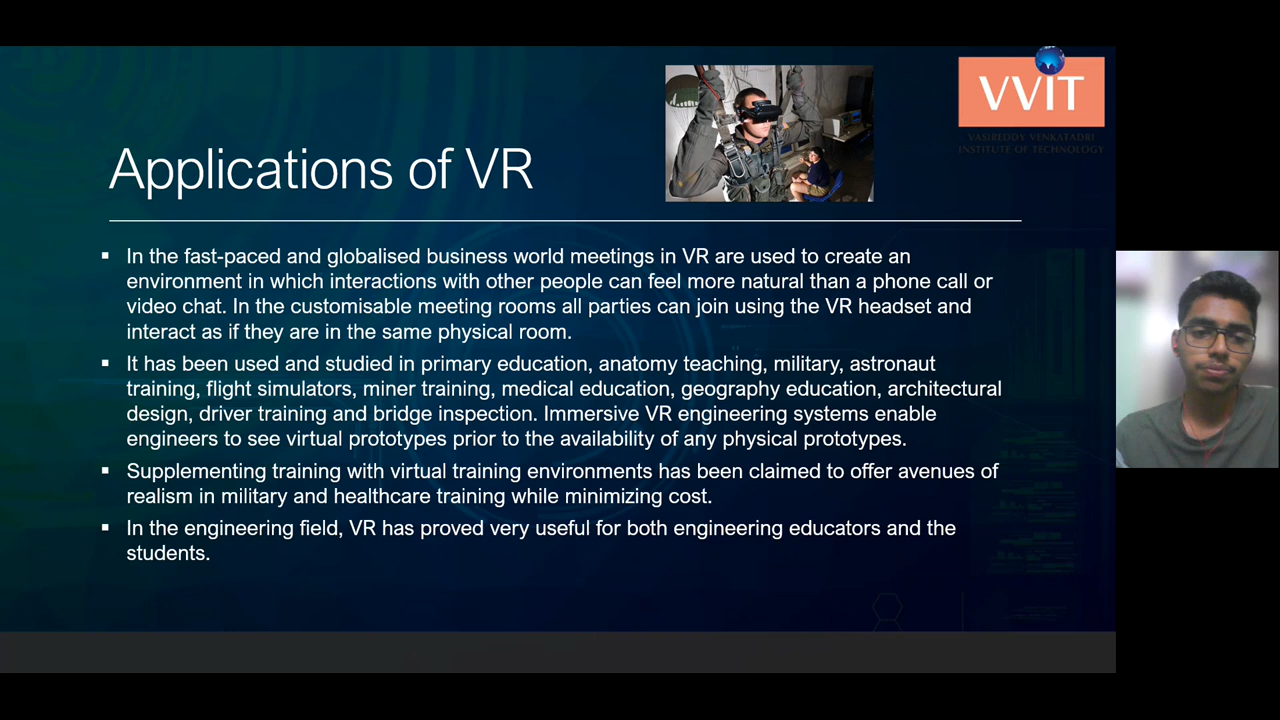 VVIT
VASIREDDY VENKATADRI
INSTITUTE OF TECHNOLOGY
Applications of VR
▪ In the fast-paced and globalised business world meetings in VR are used to create an
environment in which interactions with other people can feel more natural than a phone call or
video chat. In the customisable meeting rooms all parties can join using the VR headset and
interact as if they are in the same physical room.
▪ It has been used and studied in primary education, anatomy teaching, military, astronaut
training, flight simulators, miner training, medical education, geography education, architectural
design, driver training and bridge inspection. Immersive VR engineering systems enable
engineers to see virtual prototypes prior to the availability of any physical prototypes.
▪ Supplementing training with virtual training environments has been claimed to offer avenues of
realism in military and healthcare training while minimizing cost.
▪ In the engineering field, VR has proved very useful for both engineering educators and the
students.